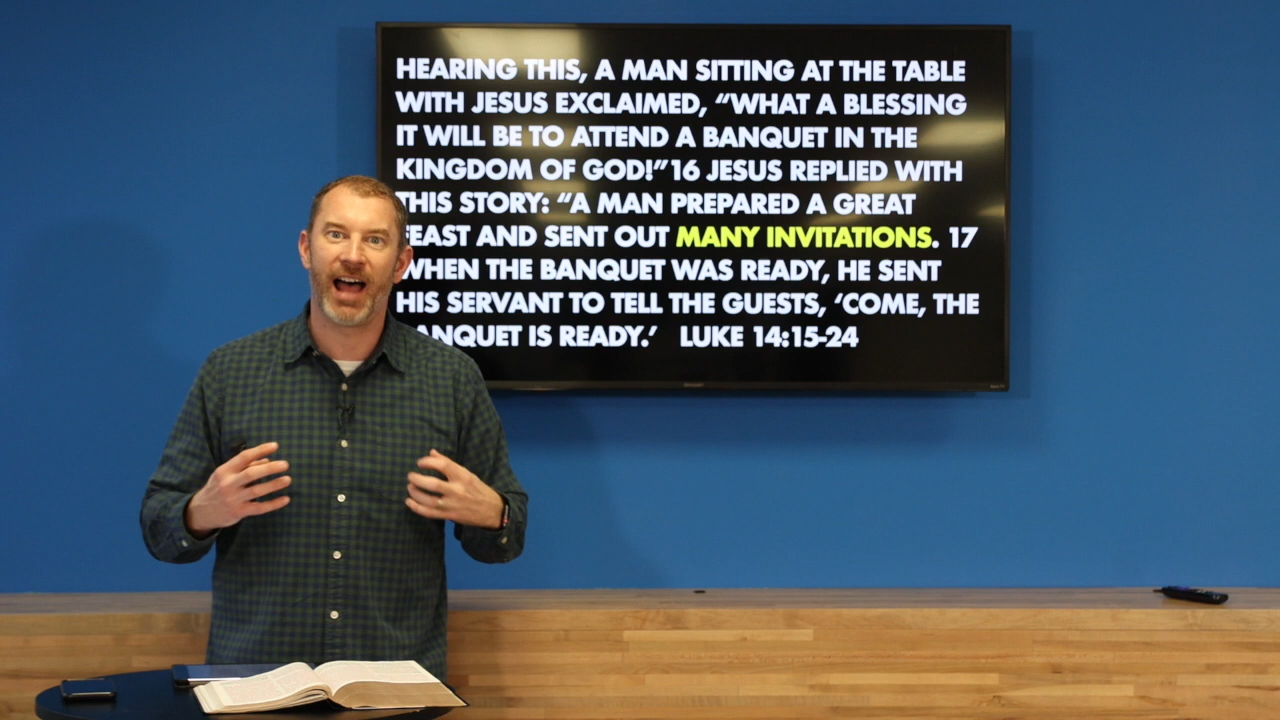 HEARING THIS, A MAN SITTING AT THE TABLE
WITH JESUS EXCLAIMED, “WHAT A BLESSING
IT WILL BE TO ATTEND A BANQUET IN THE
KINGDOM OF GOD!” 16 JESUS REPLIED WITH
THIS STORY: “A MAN PREPARED A GREAT
FEAST AND SENT OUT MANY INVITATIONS. 17
WHEN THE BANQUET WAS READY, HE SENT
HIS SERVANT TO TELL THE GUESTS, ‘COME, THE
BANQUET IS READY.’ LUKE 14:15-24